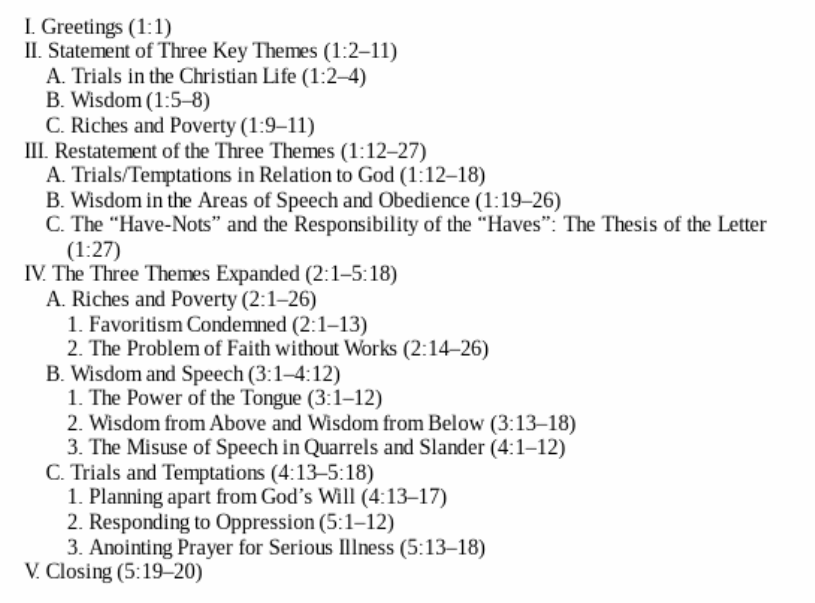 I. Greetings (1:1)
II. Statement of Three Key Themes (1:2–11)
A. Trials in the Christian Life (1:2–4)
B. Wisdom (1:5–8)
C. Riches and Poverty (1:9–11)
III. Restatement of the Three Themes (1:12–27)
A. Trials/Temptations in Relation to God (1:12–18)
B. Wisdom in the Areas of Speech and Obedience (1:19–26)
C. The “Have-Nots” and the Responsibility of the “Haves”: The Thesis of the Letter
(1:27)
IV. The Three Themes Expanded (2:1–5:18)
A. Riches and Poverty (2:1–26)
1. Favoritism Condemned (2:1–13)
2. The Problem of Faith without Works (2:14–26)
B. Wisdom and Speech (3:1–4:12)
1. The Power of the Tongue (3:1–12)
2. Wisdom from Above and Wisdom from Below (3:13–18)
3. The Misuse of Speech in Quarrels and Slander (4:1–12)
C. Trials and Temptations (4:13–5:18)
1. Planning apart from God’s Will (4:13–17)
2. Responding to Oppression (5:1–12)
3. Anointing Prayer for Serious Illness (5:13–18)
V. Closing (5:19–20)